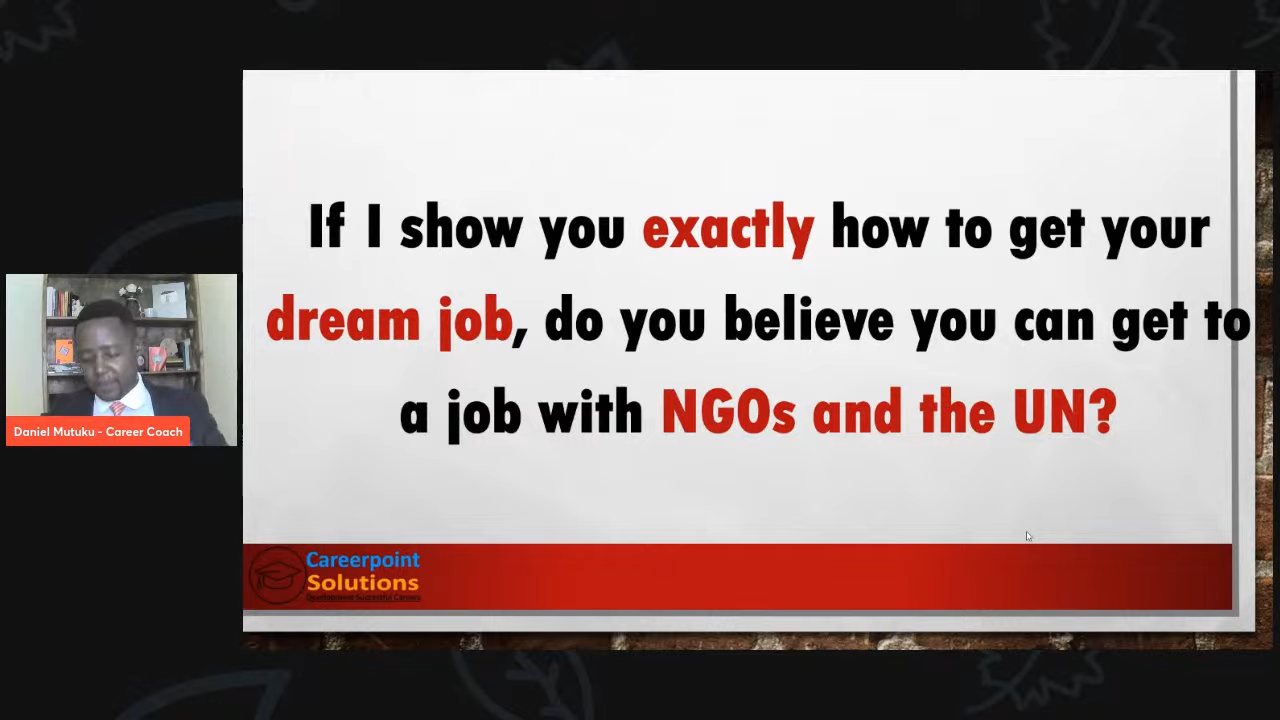 If I show you exactly how to get your
dream job, do you believe you can get to
a job with NGOs and the UN?
Daniel Mutuku - Career Coach
Careerpoint
Solutions